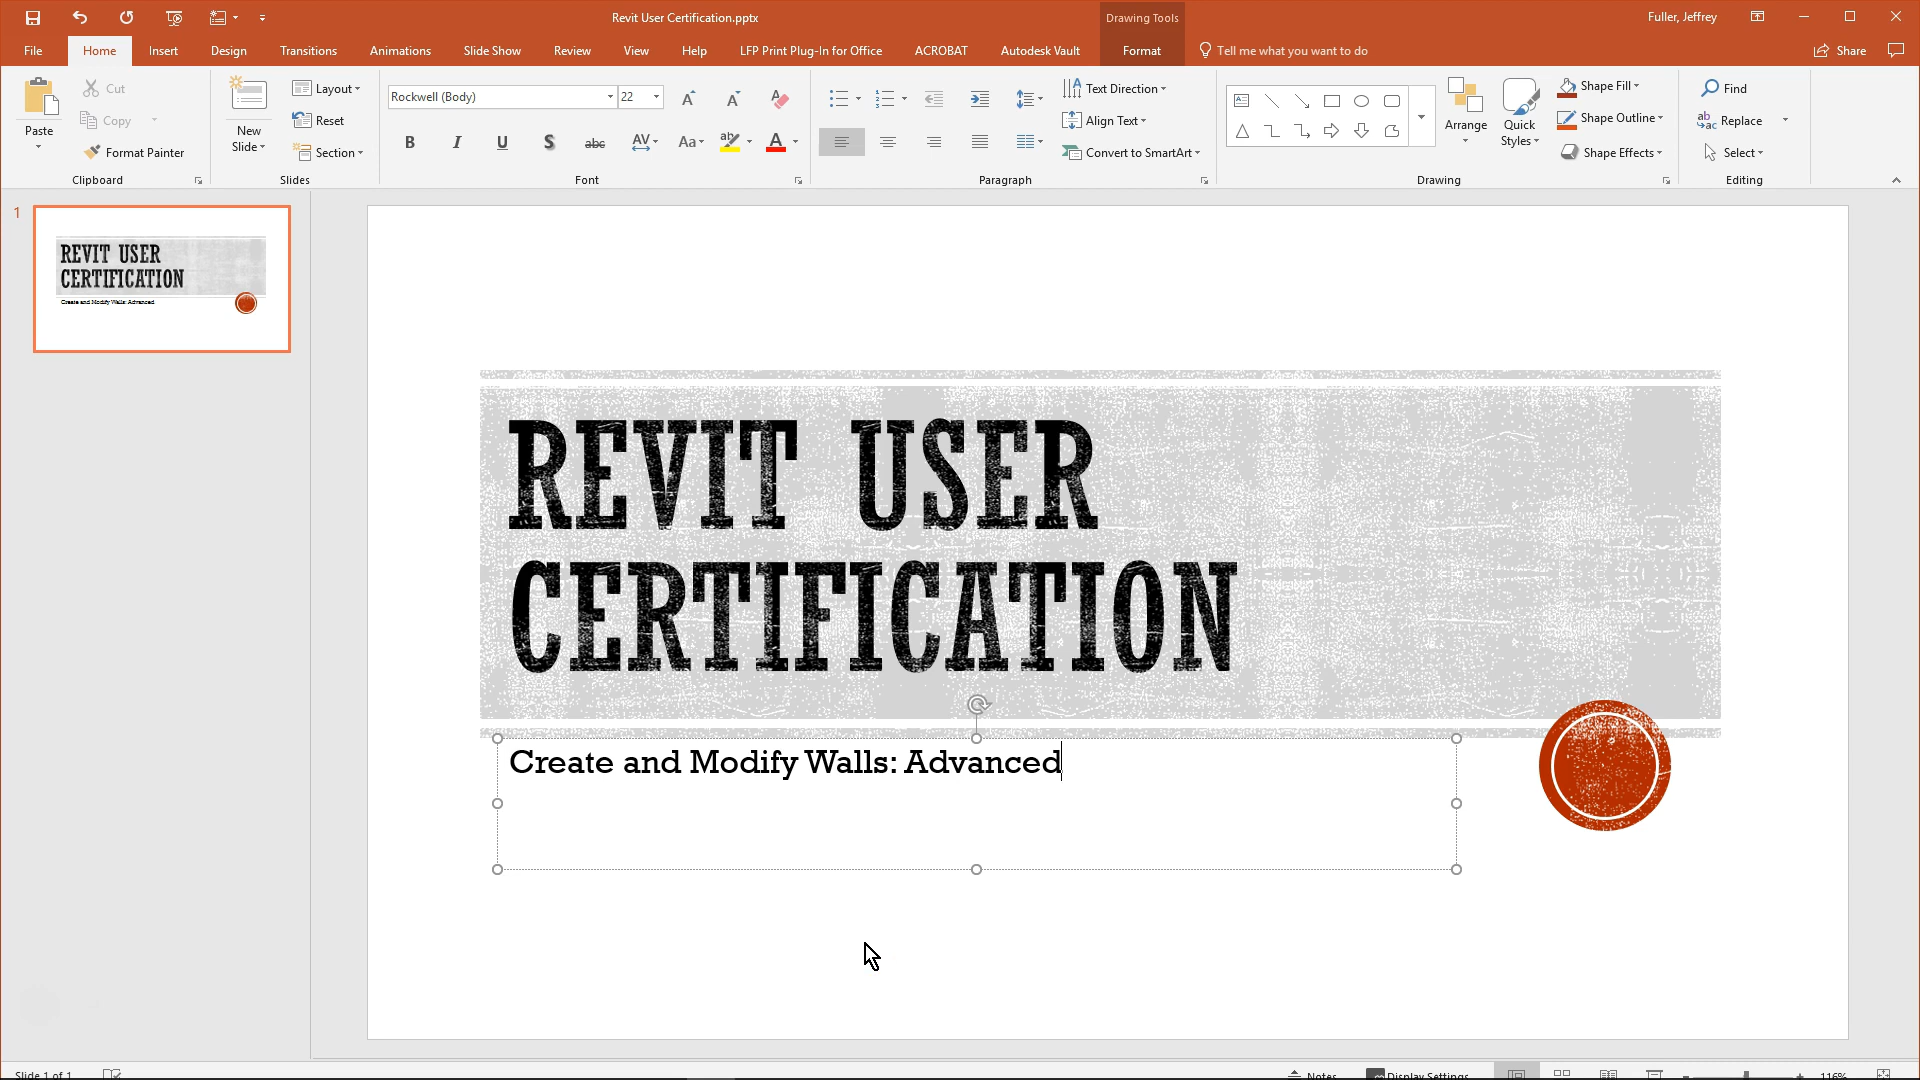 Revit User Certification.pptx
Drawing Tools
Fuller, Jeffrey
File Home Insert Design Transitions Animations Slide Show Review View Help LFP Print Plug-In for Office ACROBAT Autodesk Vault Format Tell me what you want to do Share
Paste
Cut
Copy
Format Painter
Clipboard
New
Slide
Layout
Reset
Section
Slides
Rockwell (Body) 22
B I U S abc AV Aa A
Font
Text Direction
Align Text
Convert to SmartArt
Paragraph
Arrange
Quick
Styles
Shape Fill
Shape Outline
Shape Effects
Drawing
Find
Replace
Select
Editing
1
REVIT USER
CERTIFICATION
Create and Modify Walls: Advanced
REVIT USER
CERTIFICATION
Create and Modify Walls: Advanced
Slide 1 of 1 Notes Display Settings 116%